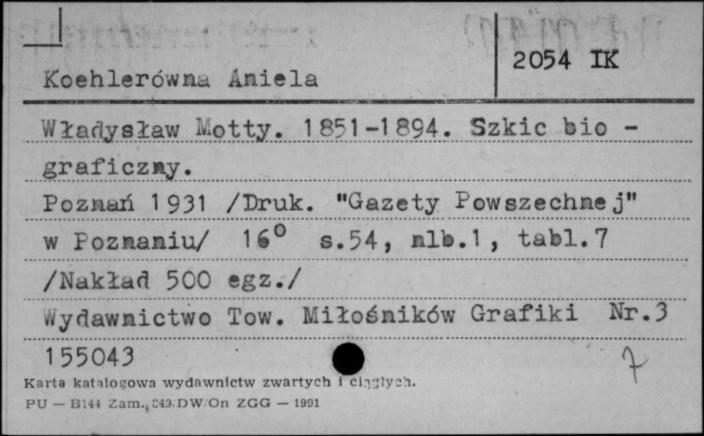 2054 IK
Koehlerówna Aniela
Władysław Motty. 1851-1894. Szkic bio -
graficzny.
Poznań 1931 /Druk. "Gazety Powszechnej"
w Poznaniu/ 16° s.54, nlb.1, tabl.7
/Nakład 500 egz./
Wydawnictwo Tow. Miłośników Grafiki Nr.3
155043
Karta katalogowa wydawnictw zwartych i ciągłych.
PU — B144 Zam. 949/DW/On ZGG — 1991